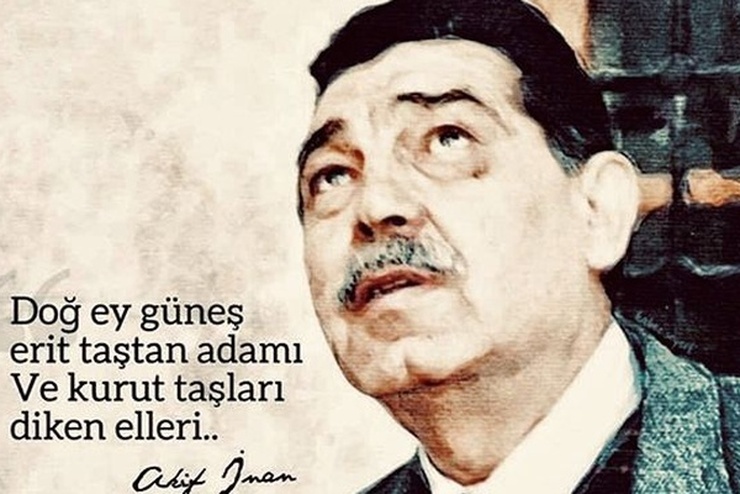 Doğ ey güneş
erit taştan adamı
Ve kurut taşları
diken elleri..
Akif İnan